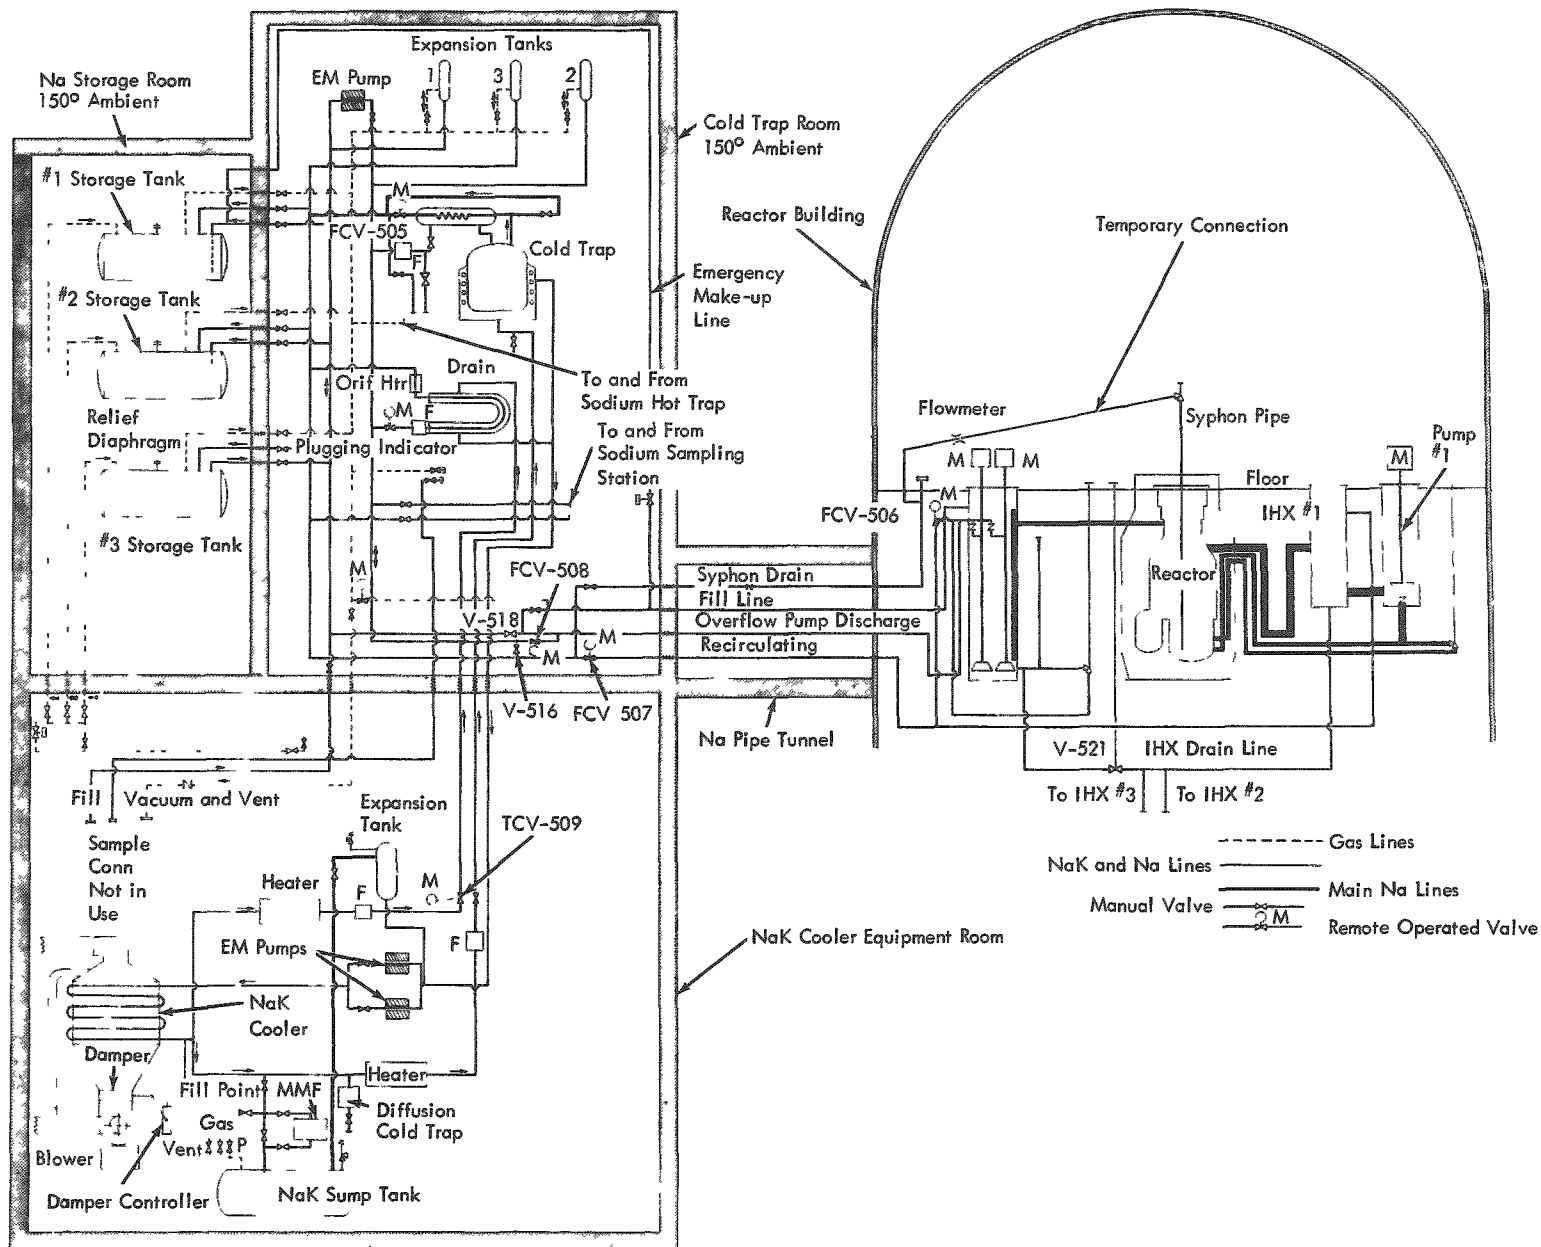 Expansion Tanks
EM Pump
1
3
2
Na Storage Room
150° Ambient
Cold Trap Room
150° Ambient
#1 Storage Tank
M
FCV-505
F
Cold Trap
Reactor Building
Temporary Connection
Emergency
Make-up
Line
#2 Storage Tank
Drain
Orif Htr
M
F
To and From
Sodium Hot Trap
Relief
Diaphragm
Plugging Indicator
To and From
Sodium Sampling
Station
Flowmeter
Syphon Pipe
Pump
#1
M
M
M
M
Floor
FCV-506
IHX #1
#3 Storage Tank
M
FCV-508
Syphon Drain
Reactor
Fill Line
V-518
Overflow Pump Discharge
M
Recirculating
M
V-516
FCV 507
Na Pipe Tunnel
V-521
IHX Drain Line
To IHX #3
To IHX #2
Fill
Vacuum and Vent
Expansion
Tank
TCV-509
Sample
Conn
Not in
Use
Heater
F
M
Gas Lines
NaK and Na Lines
Main Na Lines
Manual Valve
M
Remote Operated Valve
EM Pumps
F
NaK Cooler Equipment Room
NaK
Cooler
Damper
Heater
Fill Point
MMF
Diffusion
Cold Trap
Gas
Vent
P
Blower
Damper Controller
NaK Sump Tank